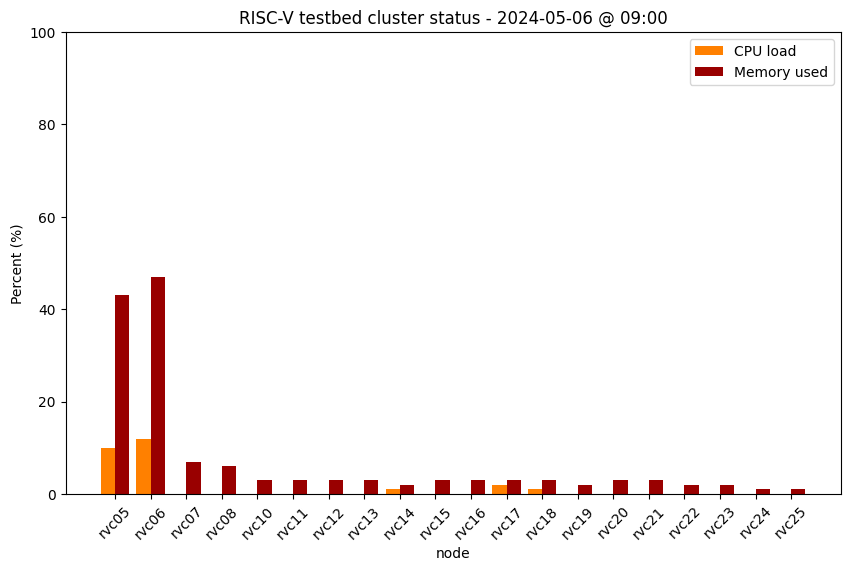 RISC-V testbed cluster status - 2024-05-06 @ 09:00
CPU load
Memory used
Percent (%)
100
80
60
40
20
0
rvc05 rvc06 rvc07 rvc08 rvc10 rvc11 rvc12 rvc13 rvc14 rvc15 rvc16 rvc17 rvc18 rvc19 rvc20 rvc21 rvc22 rvc23 rvc24 rvc25
node